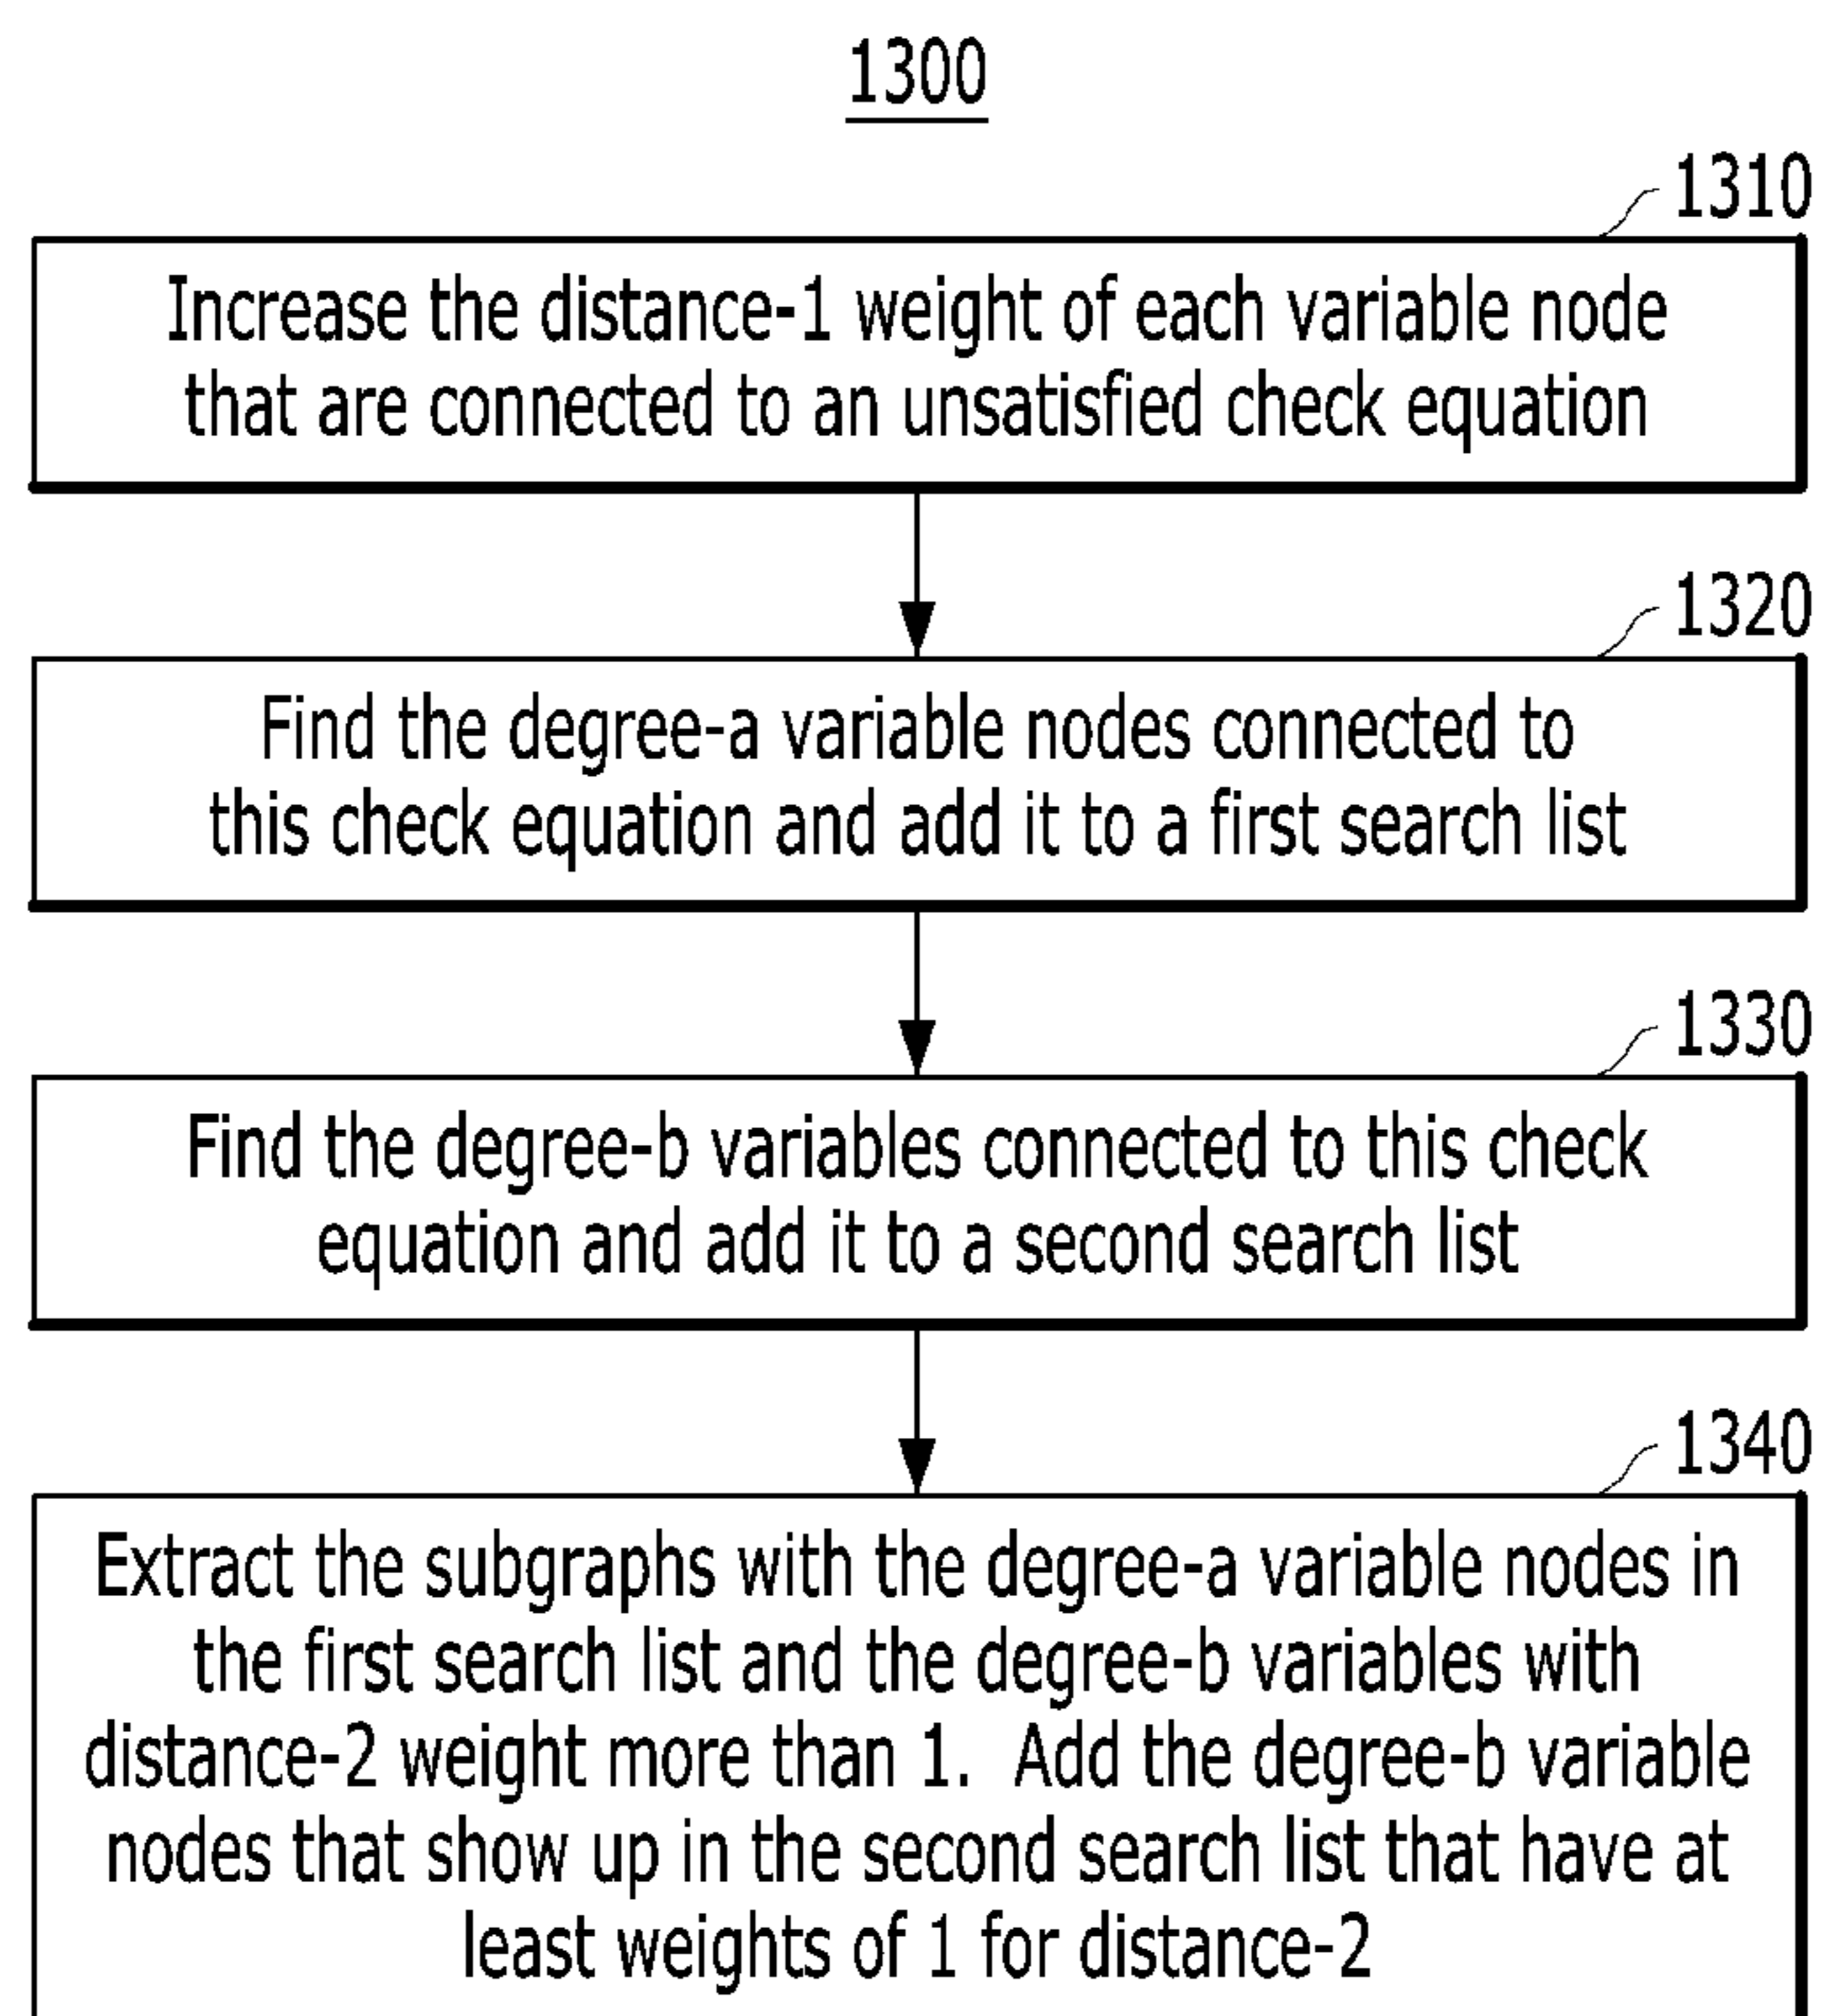 1300
1310
Increase the distance-1 weight of each variable node
that are connected to an unsatisfied check equation
1320
Find the degree-a variable nodes connected to
this check equation and add it to a first search list
1330
Find the degree-b variables connected to this check
equation and add it to a second search list
1340
Extract the subgraphs with the degree-a variable nodes in
the first search list and the degree-b variables with
distance-2 weight more than 1.  Add the degree-b variable
nodes that show up in the second search list that have at
least weights of 1 for distance-2